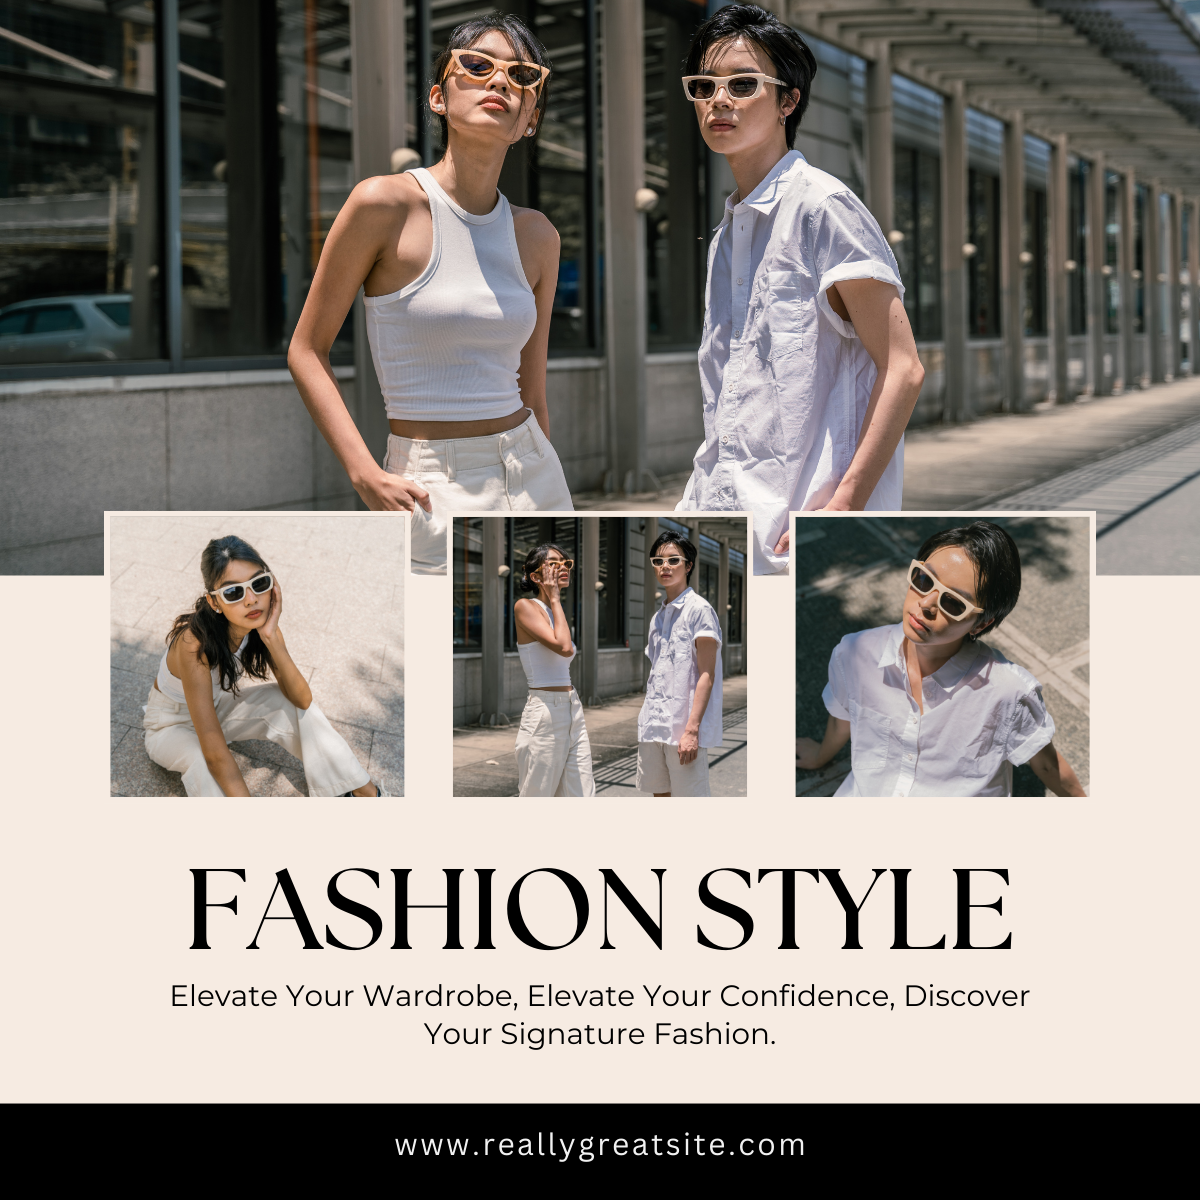 FASHION STYLE
Elevate Your Wardrobe, Elevate Your Confidence, Discover
Your Signature Fashion.
www.reallygreatsite.com